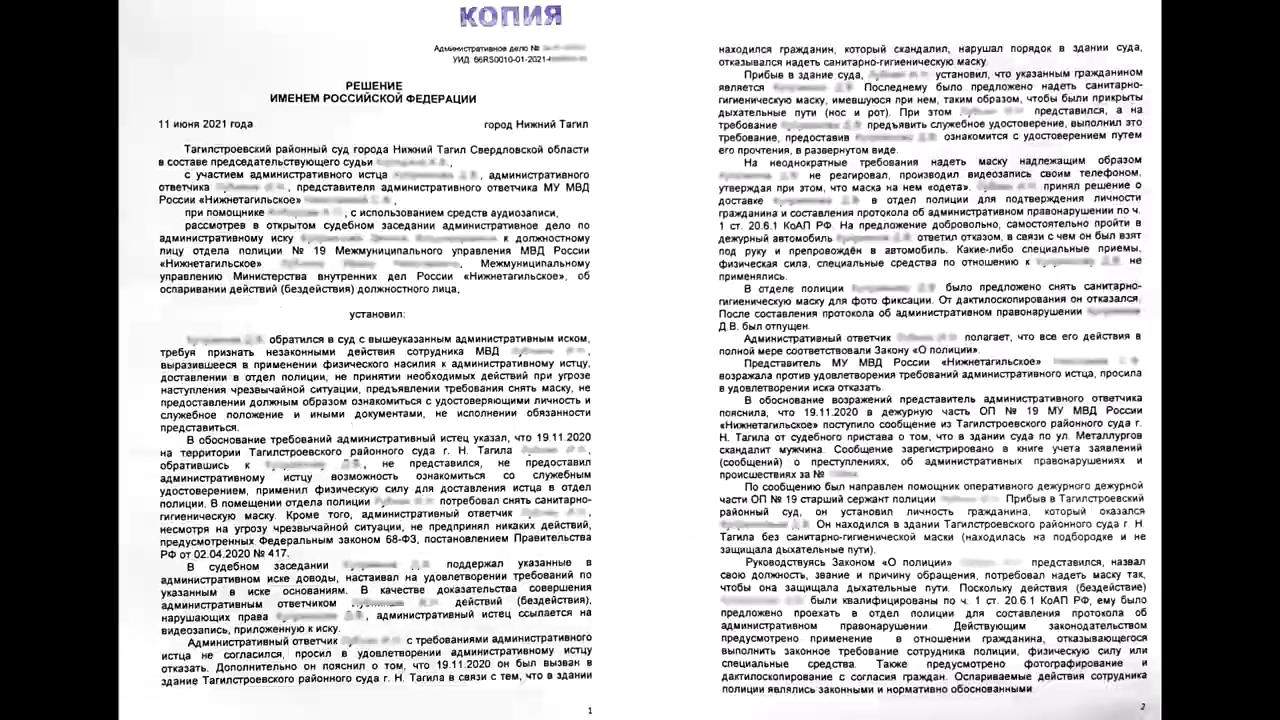 КОПИЯ
Административное дело №
УИД: 66RS0010-01-2021-
РЕШЕНИЕ
ИМЕНЕМ РОССИЙСКОЙ ФЕДЕРАЦИИ
11 июня 2021 года город Нижний Тагил
Тагилстроевский районный суд города Нижний Тагил Свердловской области
в составе председательствующего судьи
с участием административного истца , административного
ответчика , представителя административного ответчика МУ МВД
России «Нижнетагильское» ,
при помощнике , с использованием средств аудиозаписи,
рассмотрев в открытом судебном заседании административное дело по
административному иску к должностному
лицу отдела полиции № 19 Межмуниципального управления МВД России
«Нижнетагильское» , Межмуниципальному
управлению Министерства внутренних дел России «Нижнетагильское», об
оспаривании действий (бездействия) должностного лица,
установил:
обратился в суд с вышеуказанным административным иском,
требуя признать незаконными действия сотрудника МВД ,
выразившееся в применении физического насилия к административному истцу,
доставлении в отдел полиции, не принятии необходимых действий при угрозе
наступления чрезвычайной ситуации, предъявлении требования снять маску, не
предоставлении должным образом ознакомиться с удостоверяющими личность и
служебное положение и иными документами, не исполнении обязанности
представиться.
В обоснование требований административный истец указал, что 19.11.2020
на территории Тагилстроевского районного суда г. Н. Тагила ,
обратившись к , не представился, не предоставил
административному истцу возможность ознакомиться со служебным
удостоверением, применил физическую силу для доставления истца в отдел
полиции. В помещении отдела полиции потребовал снять санитарно-
гигиеническую маску. Кроме того, административный ответчик ,
несмотря на угрозу чрезвычайной ситуации, не предпринял никаких действий,
предусмотренных Федеральным законом 68-ФЗ, постановлением Правительства
РФ от 02.04.2020 № 417.
В судебном заседании поддержал указанные в
административном иске доводы, настаивал на удовлетворении требований по
указанным в иске основаниям. В качестве доказательства совершения
административным ответчиком действий (бездействия),
нарушающих права , административный истец ссылается на
видеозапись, приложенную к иску.
Административный ответчик с требованиями административного
истца не согласился, просил в удовлетворении административному истцу
отказать. Дополнительно он пояснил о том, что 19.11.2020 он был вызван в
здание Тагилстроевского районного суда г. Н. Тагила в связи с тем, что в здании
1
находился гражданин, который скандалил, нарушал порядок в здании суда,
отказывался надеть санитарно-гигиеническую маску.
Прибыв в здание суда, установил, что указанным гражданином
является Последнему было предложено надеть санитарно-
гигиеническую маску, имевшуюся при нем, таким образом, чтобы были прикрыты
дыхательные пути (нос и рот). При этом представился, а на
требование предъявить служебное удостоверение, выполнил это
требование, предоставив ознакомится с удостоверением путем
его прочтения, в развернутом виде.
На неоднократные требования надеть маску надлежащим образом
не реагировал, производил видеозапись своим телефоном,
утверждая при этом, что маска на нем «одета». принял решение о
доставке в отдел полиции для подтверждения личности
гражданина и составления протокола об административном правонарушении по ч.
1 ст. 20.6.1 КоАП РФ. На предложение добровольно, самостоятельно пройти в
дежурный автомобиль ответил отказом, в связи с чем он был взят
под руку и препровождён в автомобиль. Какие-либо специальные приемы,
физическая сила, специальные средства по отношению к не
применялись.
В отделе полиции было предложено снять санитарно-
гигиеническую маску для фото фиксации. От дактилоскопирования он отказался.
После составления протокола об административном правонарушении
Д.В. был отпущен.
Административный ответчик полагает, что все его действия в
полной мере соответствовали Закону «О полиции».
Представитель МУ МВД России «Нижнетагильское»
возражала против удовлетворения требований административного истца, просила
в удовлетворении иска отказать.
В обоснование возражений представитель административного ответчика
пояснила, что 19.11.2020 в дежурную часть ОП № 19 МУ МВД России
«Нижнетагильское» поступило сообщение из Тагилстроевского районного суда г.
Н. Тагила от судебного пристава о том, что в здании суда по ул. Металлургов
скандалит мужчина. Сообщение зарегистрировано в книге учета заявлений
(сообщений) о преступлениях, об административных правонарушениях и
происшествиях за №
По сообщению был направлен помощник оперативного дежурного дежурной
части ОП № 19 старший сержант полиции Прибыв в Тагилстроевский
районный суд, он установил личность гражданина, который оказался
Он находился в здании Тагилстроевского районного суда г. Н.
Тагила без санитарно-гигиенической маски (находилась на подбородке и не
защищала дыхательные пути).
Руководствуясь Законом «О полиции» представился, назвал
свою должность, звание и причину обращения, потребовал надеть маску так,
чтобы она защищала дыхательные пути. Поскольку действия (бездействие)
были квалифицированы по ч. 1 ст. 20.6.1 КоАП РФ, ему было
предложено проехать в отдел полиции для составления протокола об
административном правонарушении. Действующим законодательством
предусмотрено применение в отношении гражданина, отказывающегося
выполнить законное требование сотрудника полиции, физическую силу или
специальные средства. Также предусмотрено фотографирование и
дактилоскопирование с согласия граждан. Оспариваемые действия сотрудника
полиции являлись законными и нормативно обоснованными
2